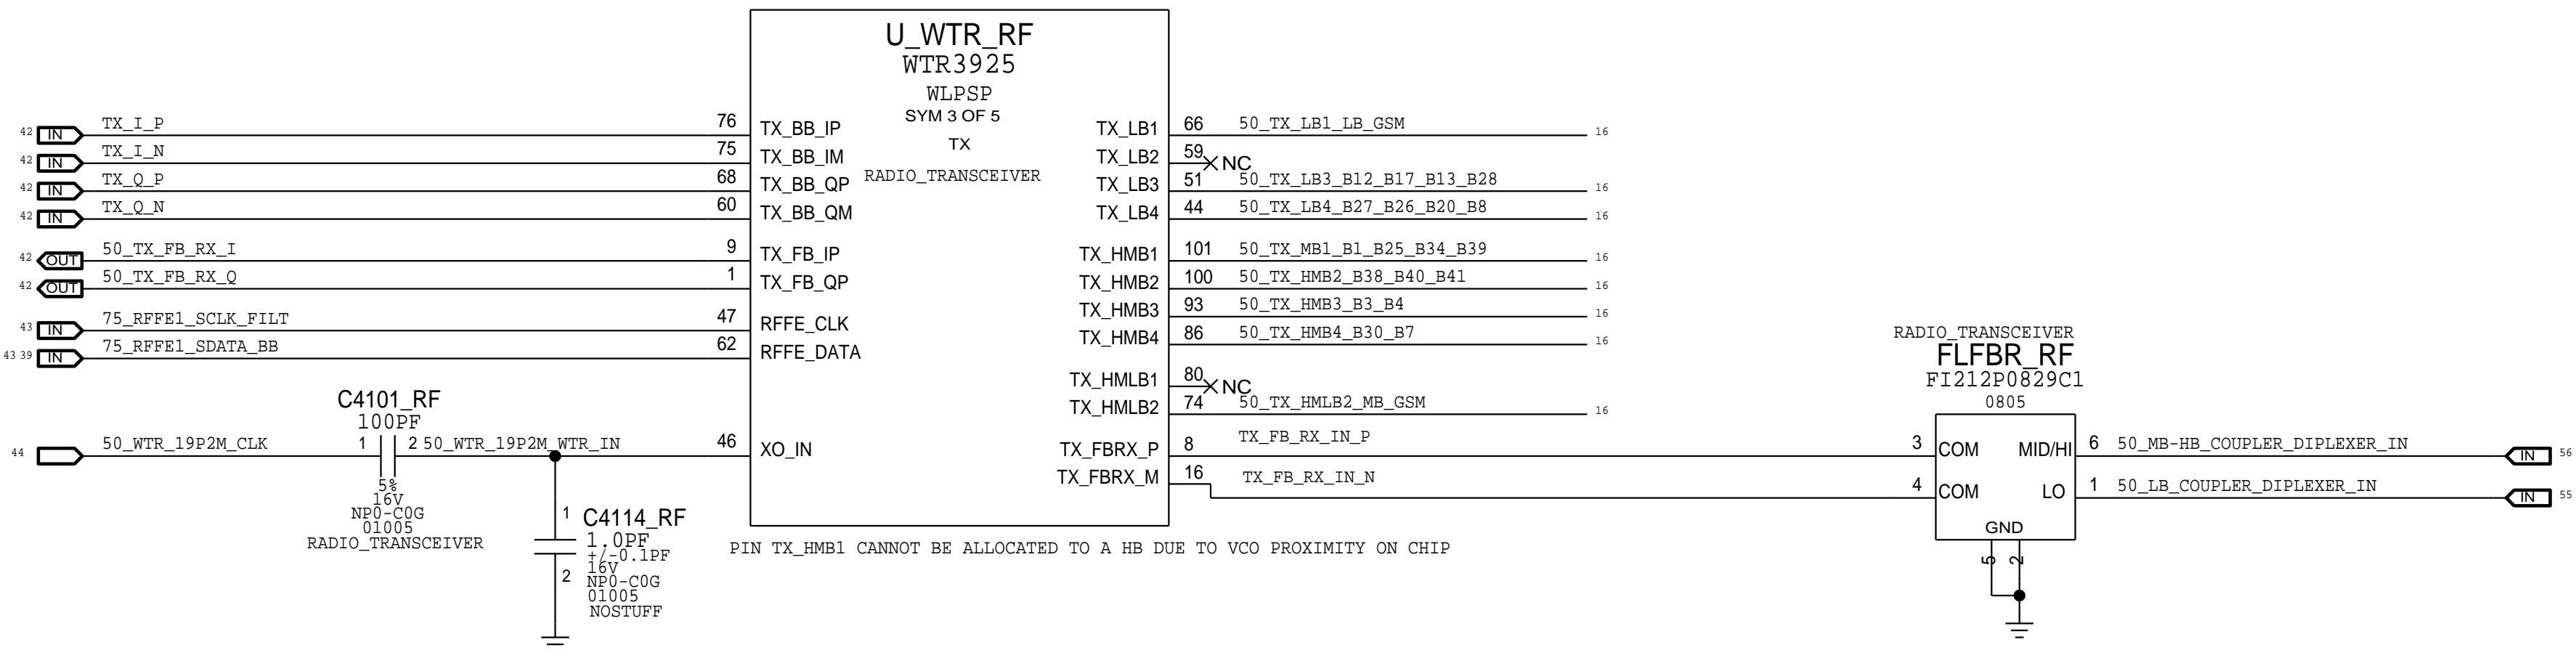 U_WTR_RF
WTR3925
WLPSP
SYM 3 OF 5
TX
RADIO_TRANSCEIVER
42 IN TX_I_P 76 TX_BB_IP
42 IN TX_I_N 75 TX_BB_IM
42 IN TX_Q_P 68 TX_BB_QP
42 IN TX_Q_N 60 TX_BB_QM
42 OUT 50_TX_FB_RX_I 9 TX_FB_IP
42 OUT 50_TX_FB_RX_Q 1 TX_FB_QP
43 IN 75_RFFE1_SCLK_FILT 47 RFFE_CLK
43 39 IN 75_RFFE1_SDATA_BB 62 RFFE_DATA
44 50_WTR_19P2M_CLK 1 2 50_WTR_19P2M_WTR_IN 46 XO_IN
C4101_RF
100PF
5%
16V
NP0-C0G
01005
RADIO_TRANSCEIVER
1
2
C4114_RF
1.0PF
+/-0.1PF
16V
NP0-C0G
01005
NOSTUFF
TX_LB1 66 50_TX_LB1_LB_GSM 16
TX_LB2 59 NC
TX_LB3 51 50_TX_LB3_B12_B17_B13_B28 16
TX_LB4 44 50_TX_LB4_B27_B26_B20_B8 16
TX_HMB1 101 50_TX_MB1_B1_B25_B34_B39 16
TX_HMB2 100 50_TX_HMB2_B38_B40_B41 16
TX_HMB3 93 50_TX_HMB3_B3_B4 16
TX_HMB4 86 50_TX_HMB4_B30_B7 16
TX_HMLB1 80 NC
TX_HMLB2 74 50_TX_HMLB2_MB_GSM 16
TX_FBRX_P 8 TX_FB_RX_IN_P
TX_FBRX_M 16 TX_FB_RX_IN_N
PIN TX_HMB1 CANNOT BE ALLOCATED TO A HB DUE TO VCO PROXIMITY ON CHIP
RADIO_TRANSCEIVER
FLFBR_RF
FI212P0829C1
0805
3 COM MID/HI 6 50_MB-HB_COUPLER_DIPLEXER_IN IN 56
4 COM LO 1 50_LB_COUPLER_DIPLEXER_IN IN 55
GND
5 2